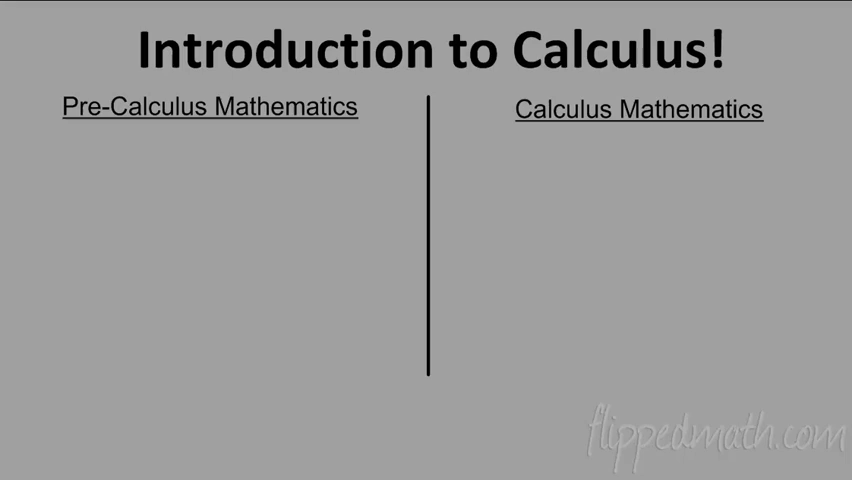 Introduction to Calculus!
Pre-Calculus Mathematics
Calculus Mathematics
flippedmath.com